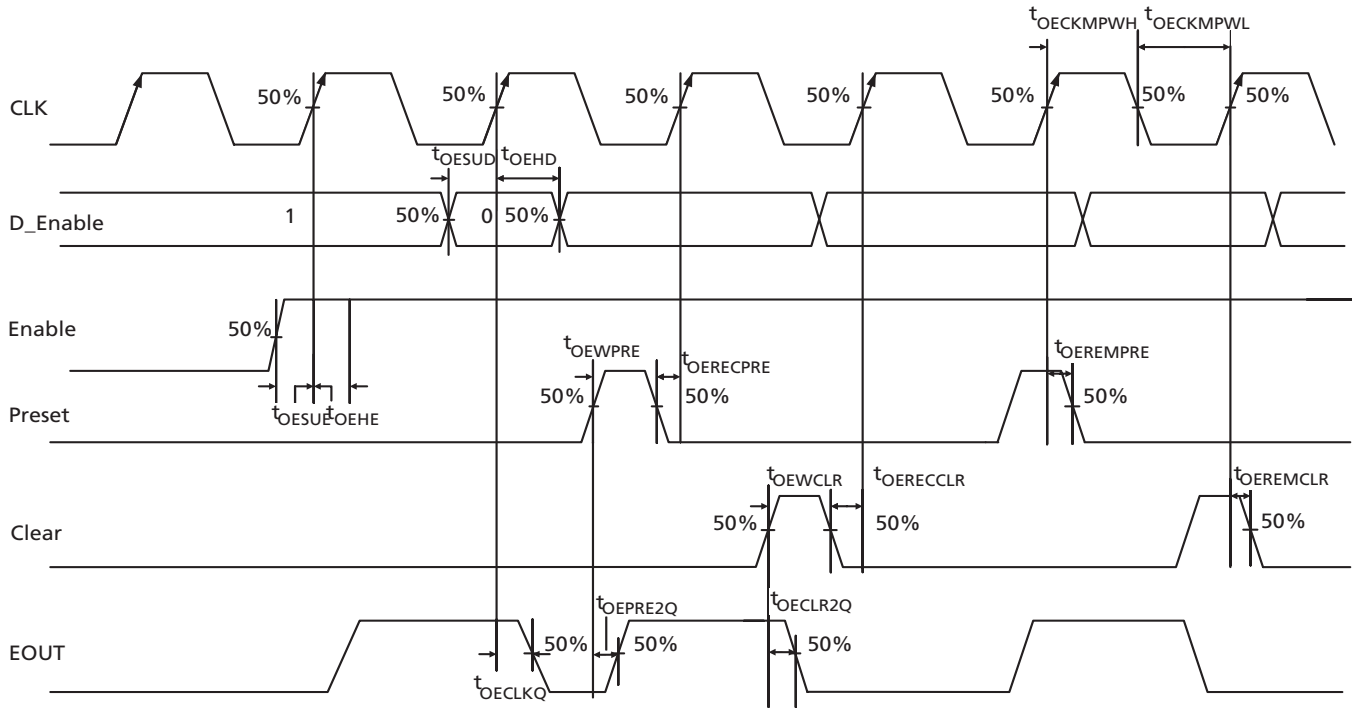 tOECKMPWH tOECKMPWL
CLK 50% 50% 50% 50% 50% 50% 50%
tOESUD tOEHD
D_Enable 1 50% 0 50%
Enable 50%
tOEWPRE tOERECPRE tOEREMPRE
Preset tOESUE tOEHE 50% 50% 50%
tOEWCLR tOERECCLR tOEREMCLR
Clear 50% 50% 50%
tOEPRE2Q tOECLR2Q
EOUT 50% 50% 50%
tOECLKQ